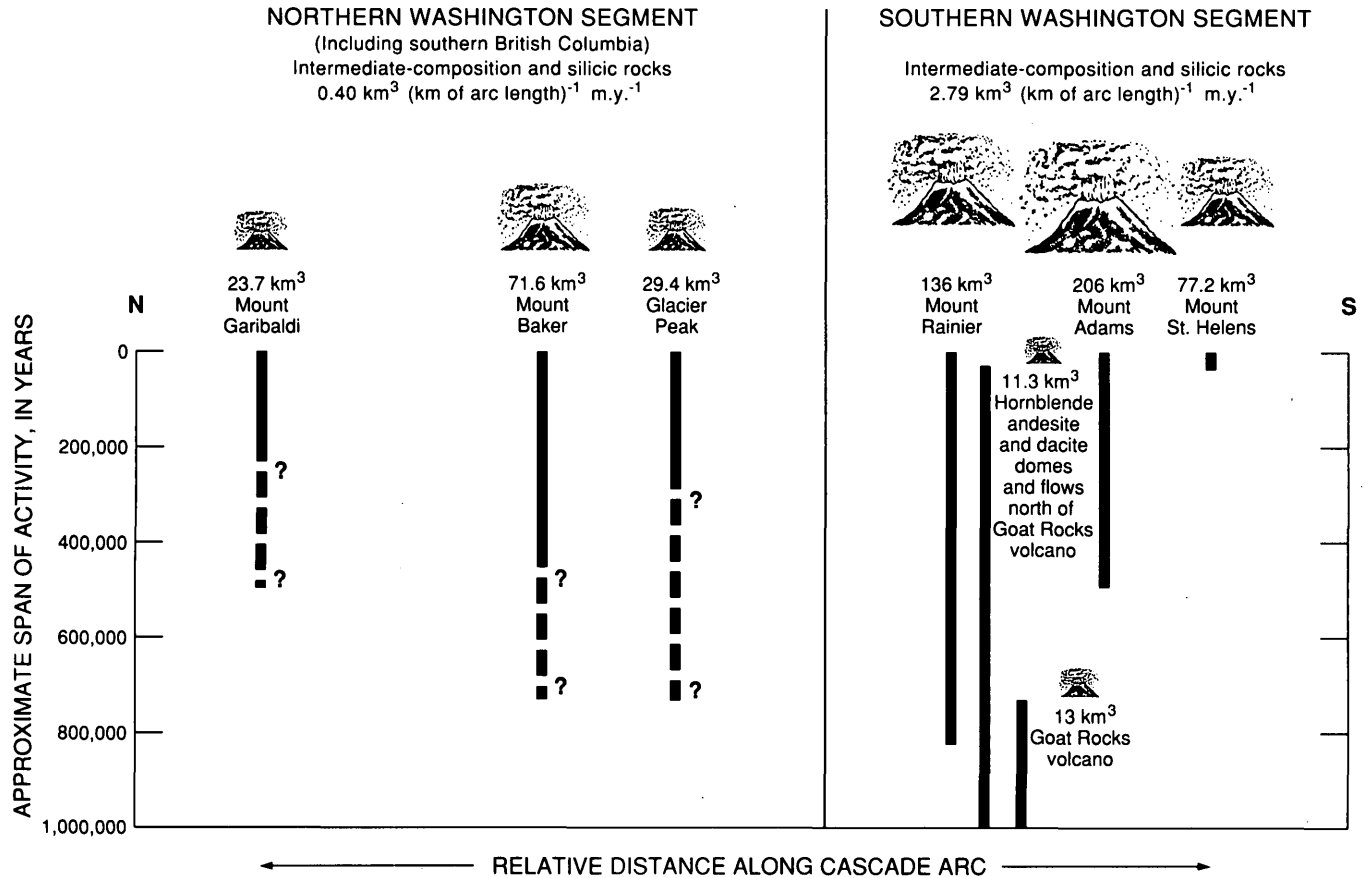 NORTHERN WASHINGTON SEGMENT
(Including southern British Columbia)
Intermediate-composition and silicic rocks
0.40 km³ (km of arc length)⁻¹ m.y.⁻¹
SOUTHERN WASHINGTON SEGMENT
Intermediate-composition and silicic rocks
2.79 km³ (km of arc length)⁻¹ m.y.⁻¹
N
23.7 km³
Mount
Garibaldi
71.6 km³
Mount
Baker
29.4 km³
Glacier
Peak
136 km³
Mount
Rainier
206 km³
Mount
Adams
77.2 km³
Mount
St. Helens
S
APPROXIMATE SPAN OF ACTIVITY, IN YEARS
0
200,000
400,000
600,000
800,000
1,000,000
?
?
?
?
?
?
11.3 km³
Hornblende
andesite
and dacite
domes
and flows
north of
Goat Rocks
volcano
13 km³
Goat Rocks
volcano
RELATIVE DISTANCE ALONG CASCADE ARC